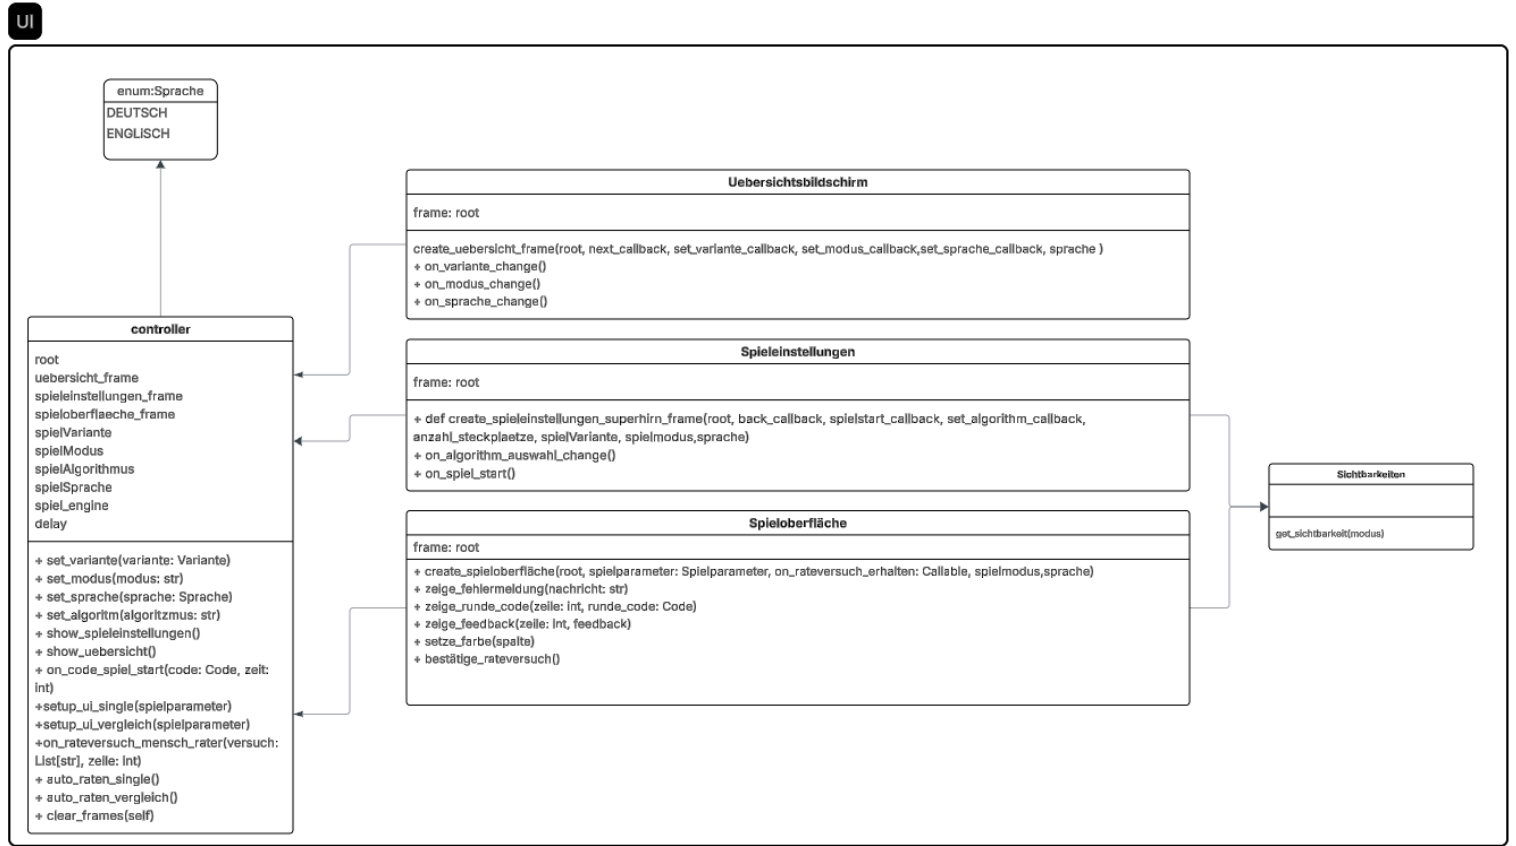 UI
enum:Sprache
DEUTSCH
ENGLISCH
Uebersichtsbildschirm
frame: root
create_uebersicht_frame(root, next_callback, set_variante_callback, set_modus_callback,set_sprache_callback, sprache )
+ on_variante_change()
+ on_modus_change()
+ on_sprache_change()
controller
root
uebersicht_frame
spieleinstellungen_frame
spieloberflaeche_frame
spielVariante
spielModus
spielAlgorithmus
spielSprache
spiel_engine
delay
+ set_variante(variante: Variante)
+ set_modus(modus: str)
+ set_sprache(sprache: Sprache)
+ set_algoritm(algoritzmus: str)
+ show_spieleinstellungen()
+ show_uebersicht()
+ on_code_spiel_start(code: Code, zeit:
int)
+setup_ui_single(spielparameter)
+setup_ui_vergleich(spielparameter)
+on_rateversuch_mensch_rater(versuch:
List[str], zeile: int)
+ auto_raten_single()
+ auto_raten_vergleich()
+ clear_frames(self)
Spieleinstellungen
frame: root
+ def create_spieleinstellungen_superhirn_frame(root, back_callback, spielstart_callback, set_algorithm_callback,
anzahl_steckplaetze, spielVariante, spielmodus,sprache)
+ on_algorithm_auswahl_change()
+ on_spiel_start()
Spieloberfläche
frame: root
+ create_spieloberfläche(root, spielparameter: Spielparameter, on_rateversuch_erhalten: Callable, spielmodus,sprache)
+ zeige_fehlermeldung(nachricht: str)
+ zeige_runde_code(zeile: int, runde_code: Code)
+ zeige_feedback(zeile: int, feedback)
+ setze_farbe(spalte)
+ bestätige_rateversuch()
Sichtbarkeiten
get_sichtbarkeit(modus)